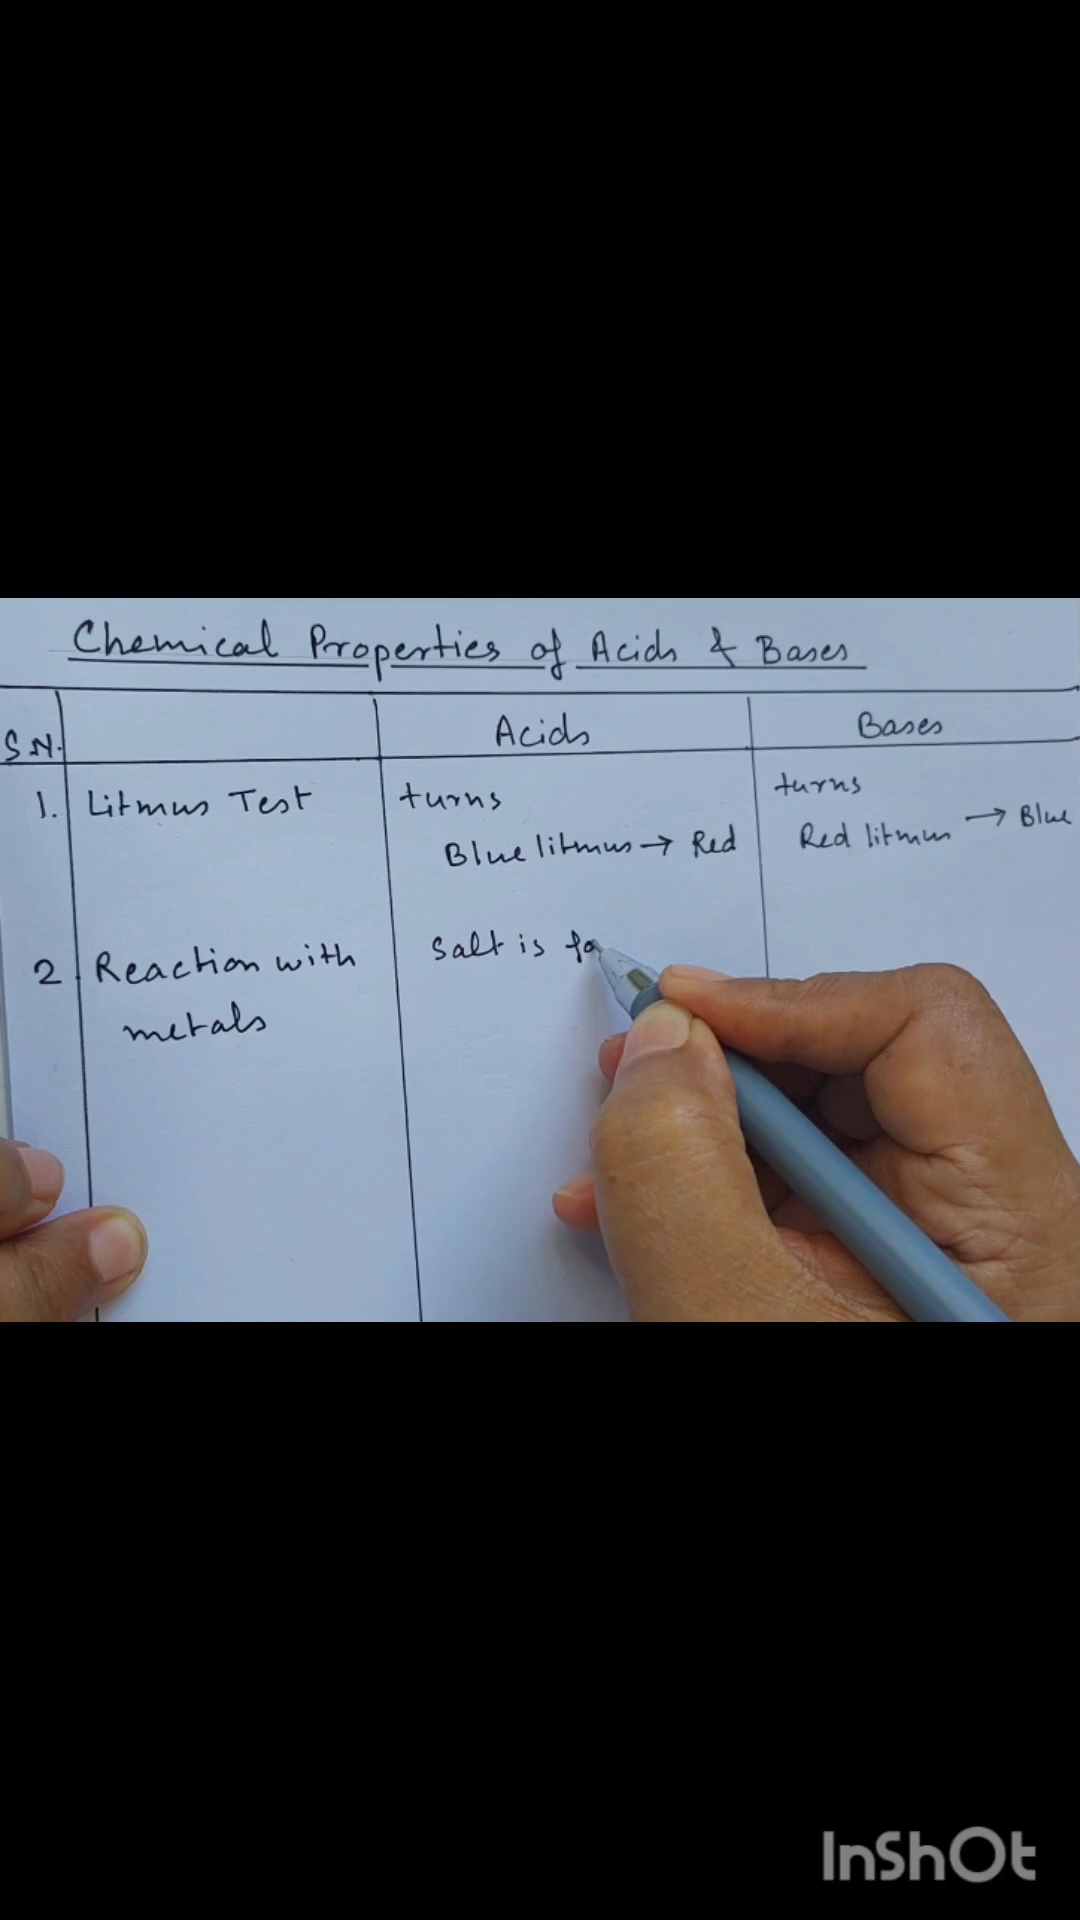 Chemical Properties of Acids & Bases
S.N.
Acids
Bases
1. Litmus Test
turns
Blue litmus → Red
turns
Red litmus → Blue
2. Reaction with
metals
Salt is fo
InShOt